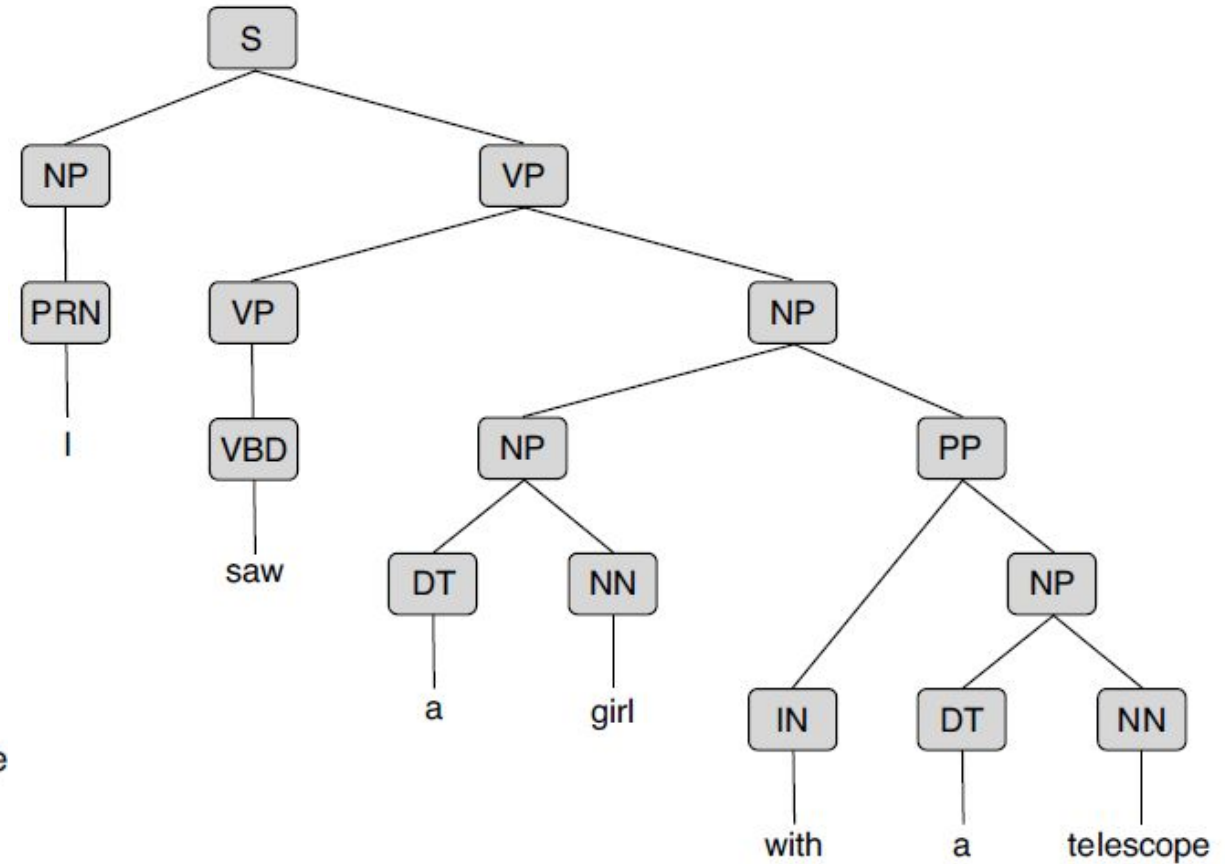 S
NP VP
PRN VP NP
I VBD NP PP
saw DT NN NP
a girl IN DT NN
e
with a telescope